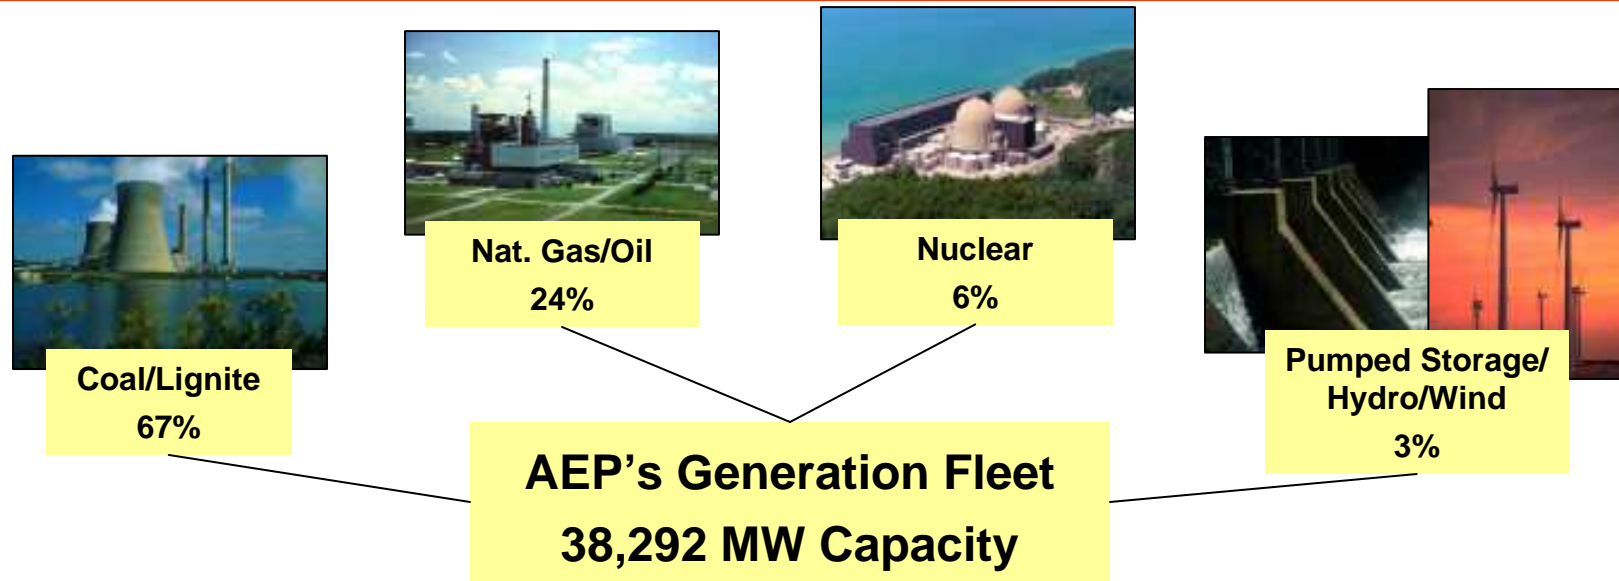 Coal/Lignite
67%
Nat. Gas/Oil
24%
Nuclear
6%
Pumped Storage/
Hydro/Wind
3%
AEP's Generation Fleet
38,292 MW Capacity